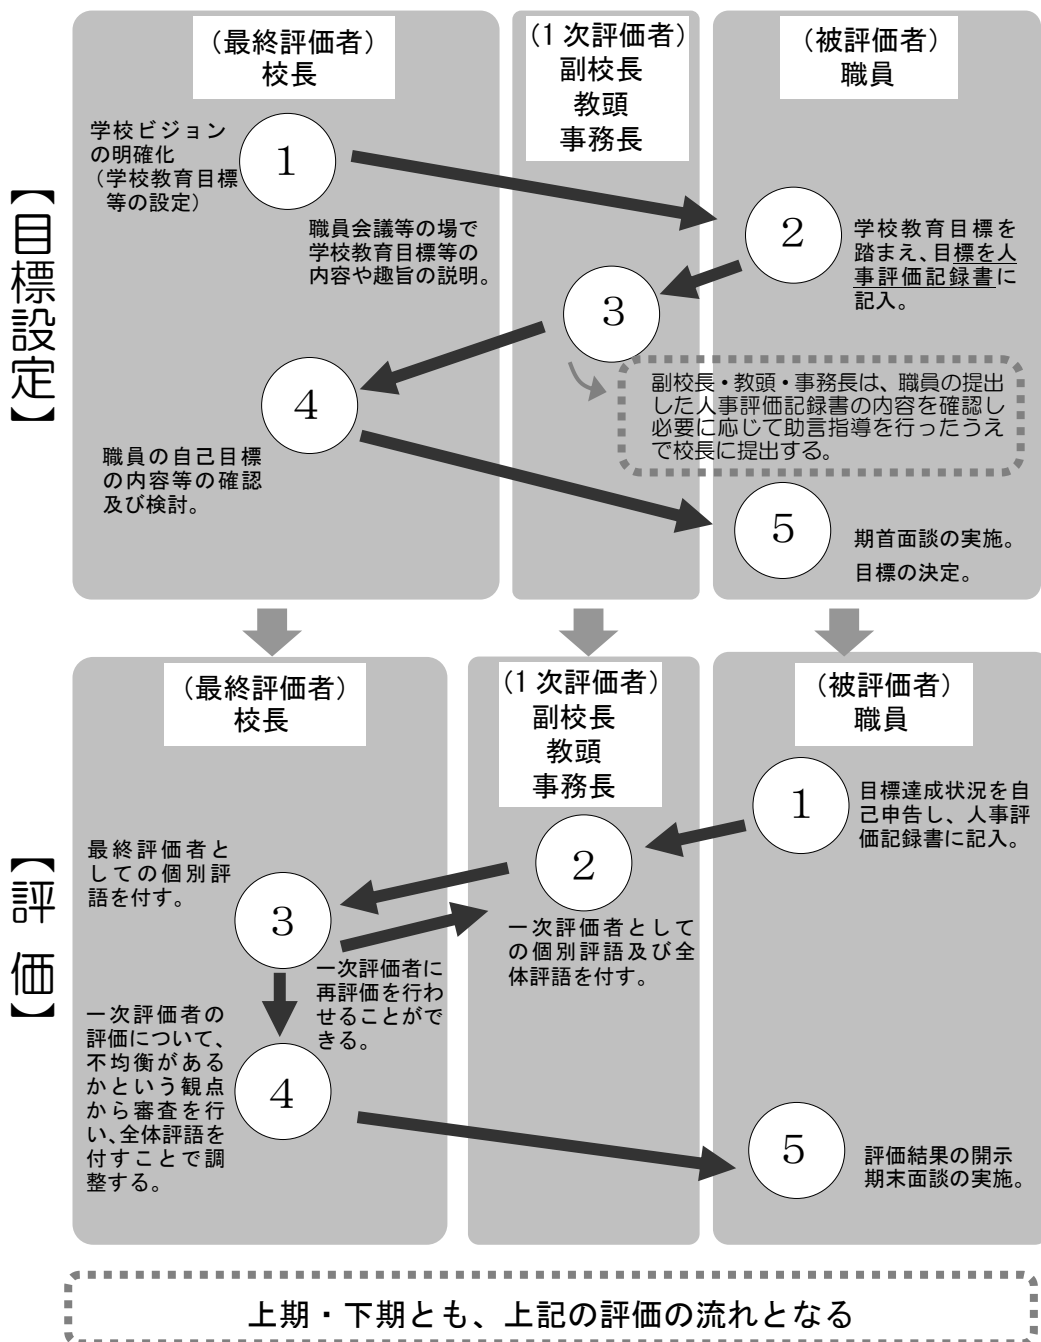 【目標設定】
（最終評価者）
校長
（1次評価者）
副校長
教頭
事務長
（被評価者）
職員
1
学校ビジョン
の明確化
（学校教育目標
等の設定）
職員会議等の場で
学校教育目標等の
内容や趣旨の説明。
2
学校教育目標を
踏まえ、目標を人
事評価記録書に
記入。
3
副校長・教頭・事務長は、職員の提出
した人事評価記録書の内容を確認し
必要に応じて助言指導を行ったうえ
で校長に提出する。
4
職員の自己目標
の内容等の確認
及び検討。
5
期首面談の実施。
目標の決定。
【評価】
（最終評価者）
校長
（1次評価者）
副校長
教頭
事務長
（被評価者）
職員
1
目標達成状況を自
己申告し、人事評
価記録書に記入。
2
一次評価者として
の個別評語及び全
体評語を付す。
最終評価者と
しての個別評
語を付す。
3
一次評価者に
再評価を行わ
せることがで
きる。
一次評価者の
評価について、
不均衡がある
かという観点
から審査を行
い、全体評語を
付すことで調
整する。
4
5
評価結果の開示
期末面談の実施。
上期・下期とも、上記の評価の流れとなる